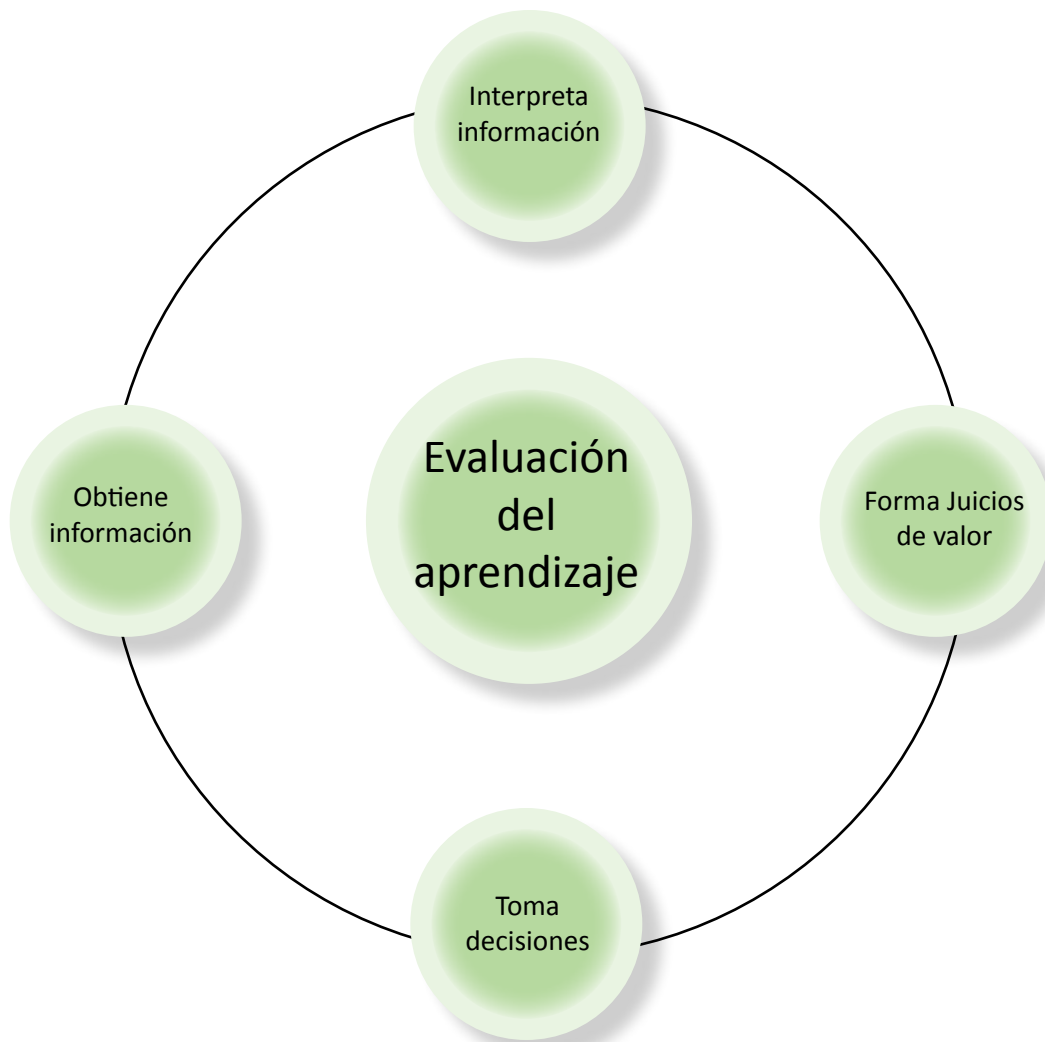 Interpreta
información
Evaluación
del
aprendizaje
Obtiene
información
Forma Juicios
de valor
Toma
decisiones